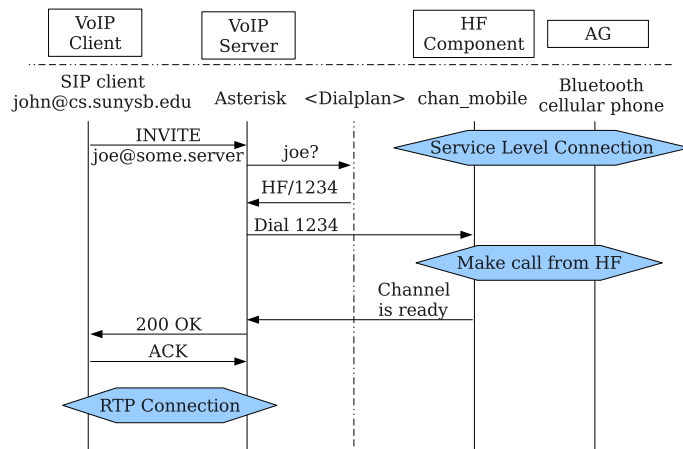 VoIP
Client
VoIP
Server
HF
Component
AG
SIP client
john@cs.sunysb.edu
Asterisk
<Dialplan>
chan_mobile
Bluetooth
cellular phone
INVITE
joe@some.server
joe?
Service Level Connection
HF/1234
Dial 1234
Make call from HF
Channel
is ready
200 OK
ACK
RTP Connection